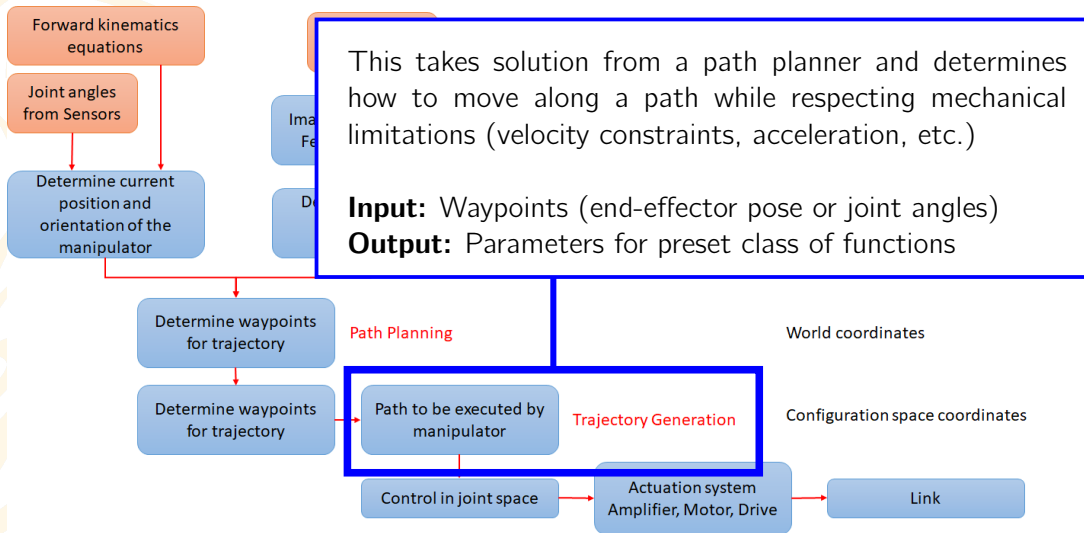 Forward kinematics
equations
Joint angles
from Sensors
Determine current
position and
orientation of the
manipulator
This takes solution from a path planner and determines
how to move along a path while respecting mechanical
limitations (velocity constraints, acceleration, etc.)
Input: Waypoints (end-effector pose or joint angles)
Output: Parameters for preset class of functions
Determine waypoints
for trajectory
Path Planning
World coordinates
Determine waypoints
for trajectory
Path to be executed by
manipulator
Trajectory Generation
Configuration space coordinates
Control in joint space
Actuation system
Amplifier, Motor, Drive
Link